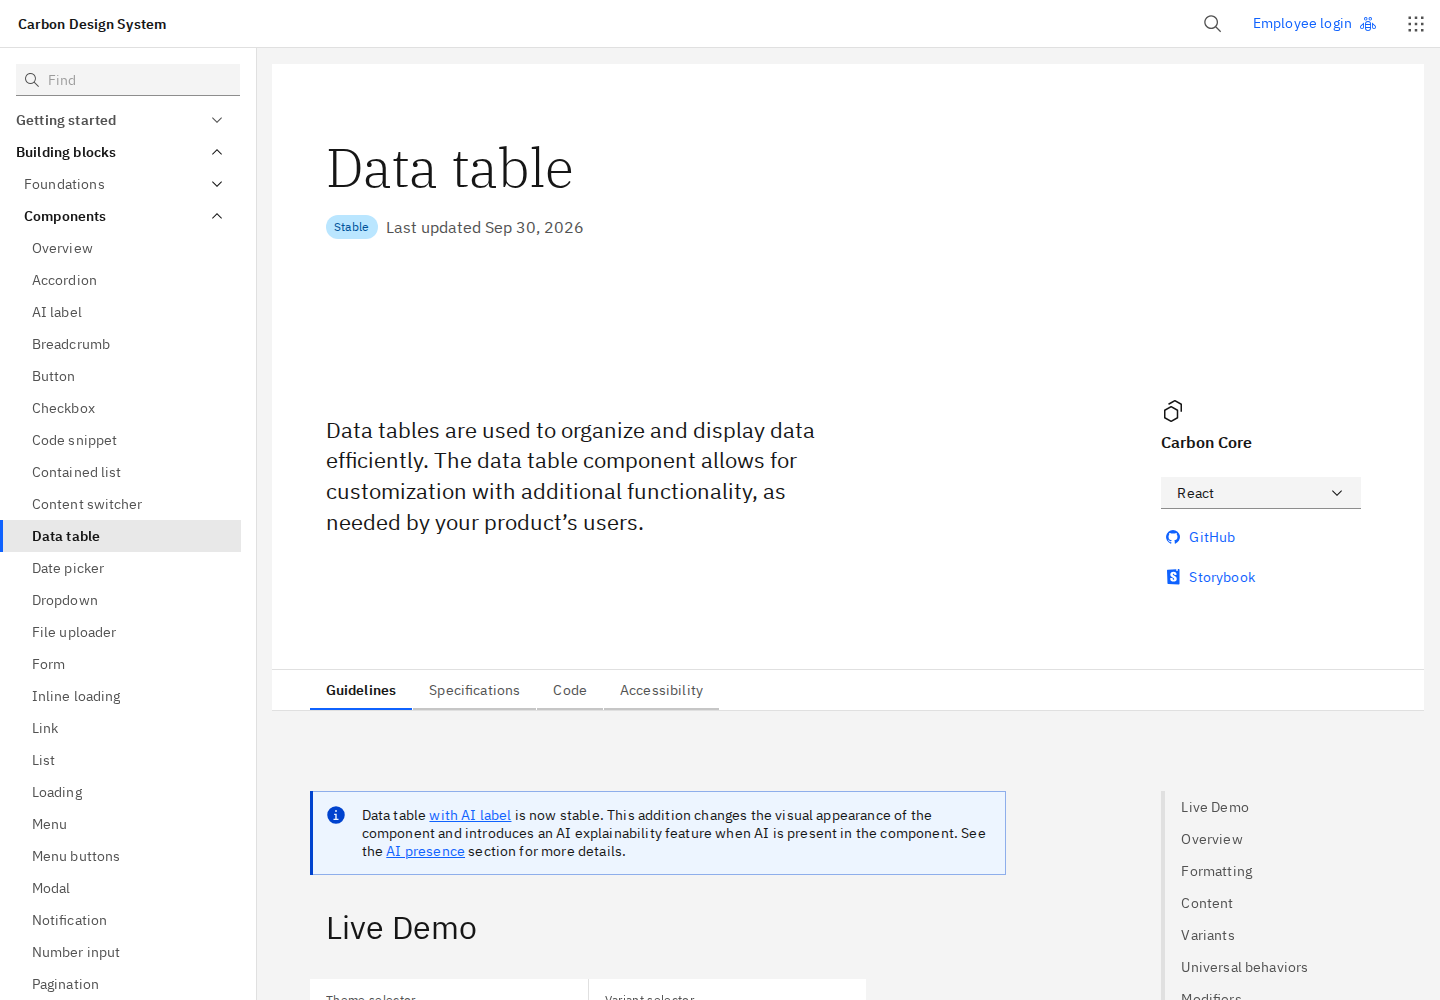 Carbon Design System
Employee login
Find
Getting started
Building blocks
Foundations
Components
Overview
Accordion
AI label
Breadcrumb
Button
Checkbox
Code snippet
Contained list
Content switcher
Data table
Date picker
Dropdown
File uploader
Form
Inline loading
Link
List
Loading
Menu
Menu buttons
Modal
Notification
Number input
Pagination
Data table
Stable
Last updated Sep 30, 2026
Data tables are used to organize and display data
efficiently. The data table component allows for
customization with additional functionality, as
needed by your product’s users.
Carbon Core
React
GitHub
Storybook
Guidelines
Specifications
Code
Accessibility
Data table with AI label is now stable. This addition changes the visual appearance of the
component and introduces an AI explainability feature when AI is present in the component. See
the AI presence section for more details.
Live Demo
Theme selector
Variant selector
Live Demo
Overview
Formatting
Content
Variants
Universal behaviors
Modifiers